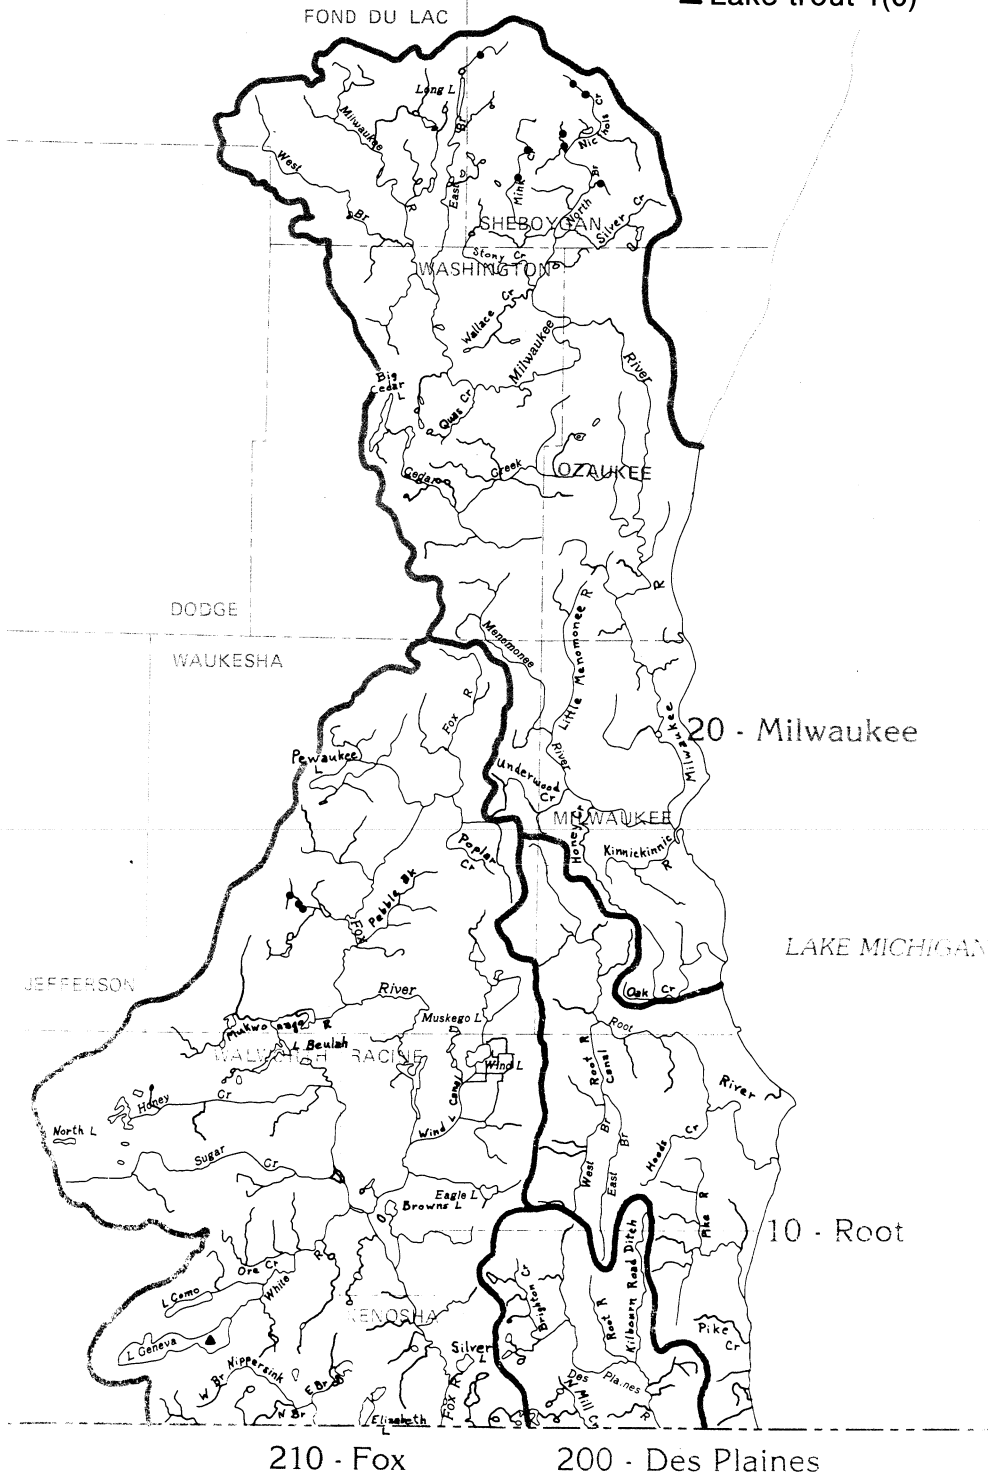 Lake trout 1(0)
FOND DU LAC
Long L
Milwaukee
R
West
Br
East
Br
Mink
Nichols Cr
North
Br
Silver Cr
SHEBOYGAN
Stony Cr
WASHINGTON
Wallace Cr
Milwaukee
River
Big
Cedar
L
Quas Cr
Cedar
Creek
OZAUKEE
DODGE
R
Menomonee
Little Menomonee R
WAUKESHA
Fox R
River
Milwaukee
20 - Milwaukee
Pewaukee
L
Underwood
Cr
MILWAUKEE
Honey
Kinnickinnic
R
Poplar
Cr
Pebble Bk
Fox
LAKE MICHIGAN
JEFFERSON
River
Oak Cr
Muskego L
Mukwonago R
L Beulah
Root
WALWORTH
RACINE
Wind L
Root R
Canal
River
Wind L Canal
Honey
Cr
North L
Sugar
Cr
West
Br
East
Br
Hoods
Cr
Eagle L
Browns L
Pike R
10 - Root
Ore Cr
White
R
L Como
KENOSHA
Brighton Cr
Root R
Kilbourn Road Ditch
L Geneva
Silver
L
Pike
Cr
W Br
Nippersink
E Br
N Br
Des
Plaines
R
N Mill
Cr
Fox R
Elizabeth
L
210 - Fox
200 - Des Plaines